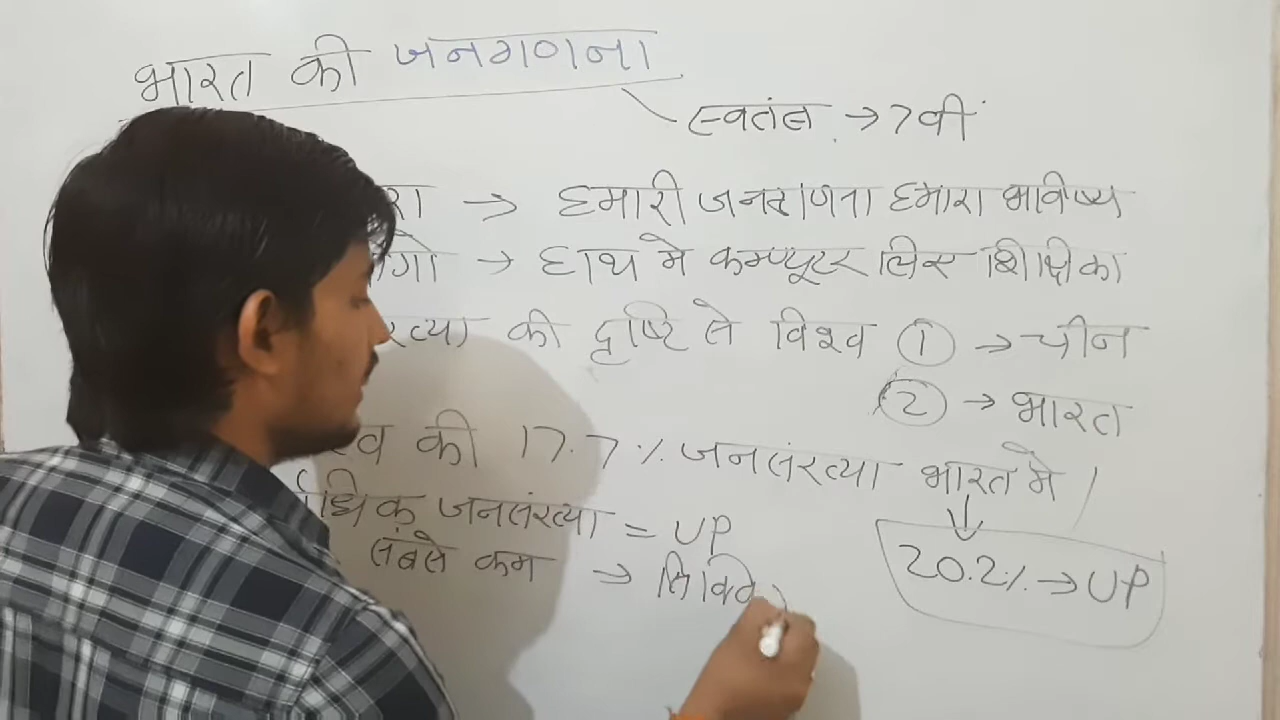 भारत की जनगणना
स्वतंत्र → 7वीं
रा → हमारी जनगणना हमारा भविष्य
गो → हाथ मे कम्प्यूटर लिए शिक्षिका
ख्या की दृष्टि से विश्व ① → चीन
② → भारत
व की 17.7% जनसंख्या भारत मे
धिक जनसंख्या = UP
सबसे कम → सिक्कि
20.2% → UP